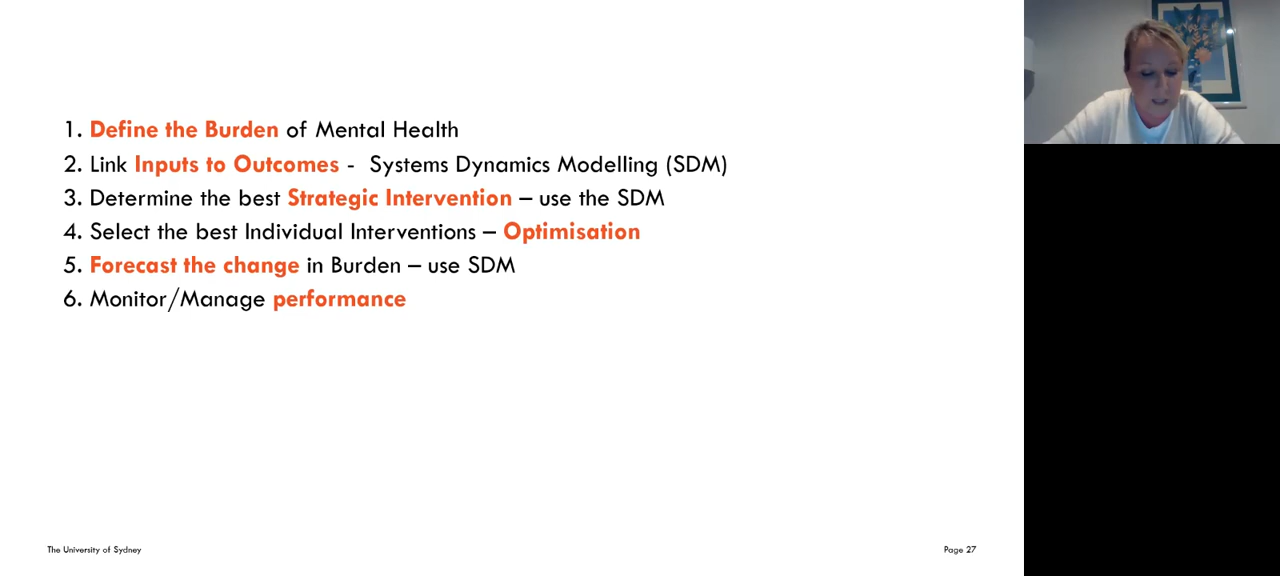 1. Define the Burden of Mental Health
2. Link Inputs to Outcomes - Systems Dynamics Modelling (SDM)
3. Determine the best Strategic Intervention – use the SDM
4. Select the best Individual Interventions – Optimisation
5. Forecast the change in Burden – use SDM
6. Monitor/Manage performance
The University of Sydney
Page 27